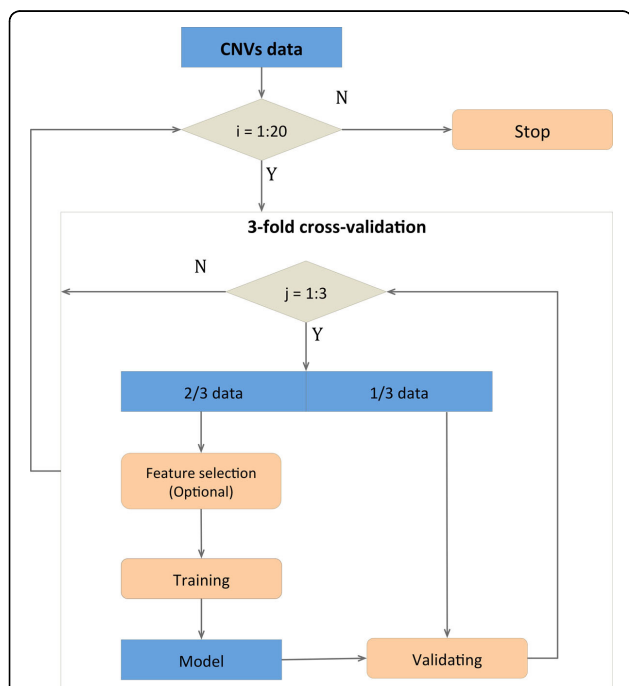 CNVs data
N
i = 1:20
Stop
Y
3-fold cross-validation
N
j = 1:3
Y
2/3 data
1/3 data
Feature selection
(Optional)
Training
Model
Validating